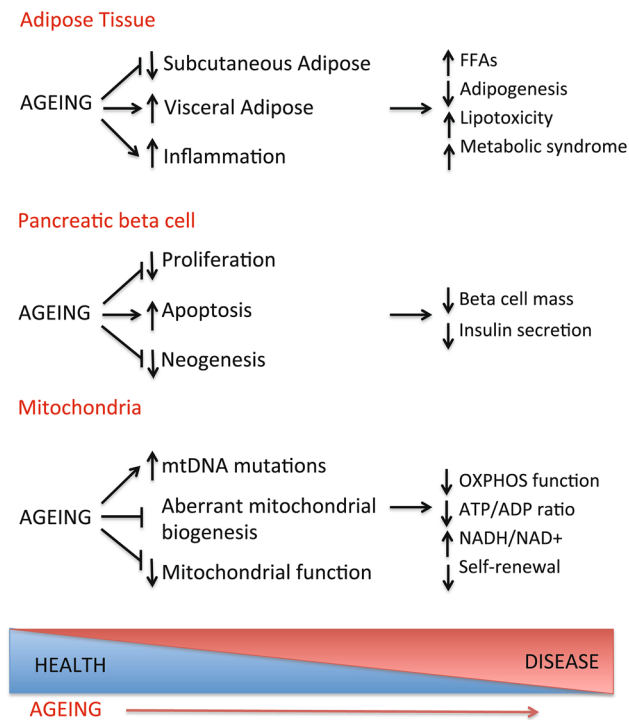 Adipose Tissue
AGEING
Subcutaneous Adipose
Visceral Adipose
Inflammation
FFAs
Adipogenesis
Lipotoxicity
Metabolic syndrome
Pancreatic beta cell
AGEING
Proliferation
Apoptosis
Neogenesis
Beta cell mass
Insulin secretion
Mitochondria
AGEING
mtDNA mutations
Aberrant mitochondrial
biogenesis
Mitochondrial function
OXPHOS function
ATP/ADP ratio
NADH/NAD+
Self-renewal
HEALTH
DISEASE
AGEING